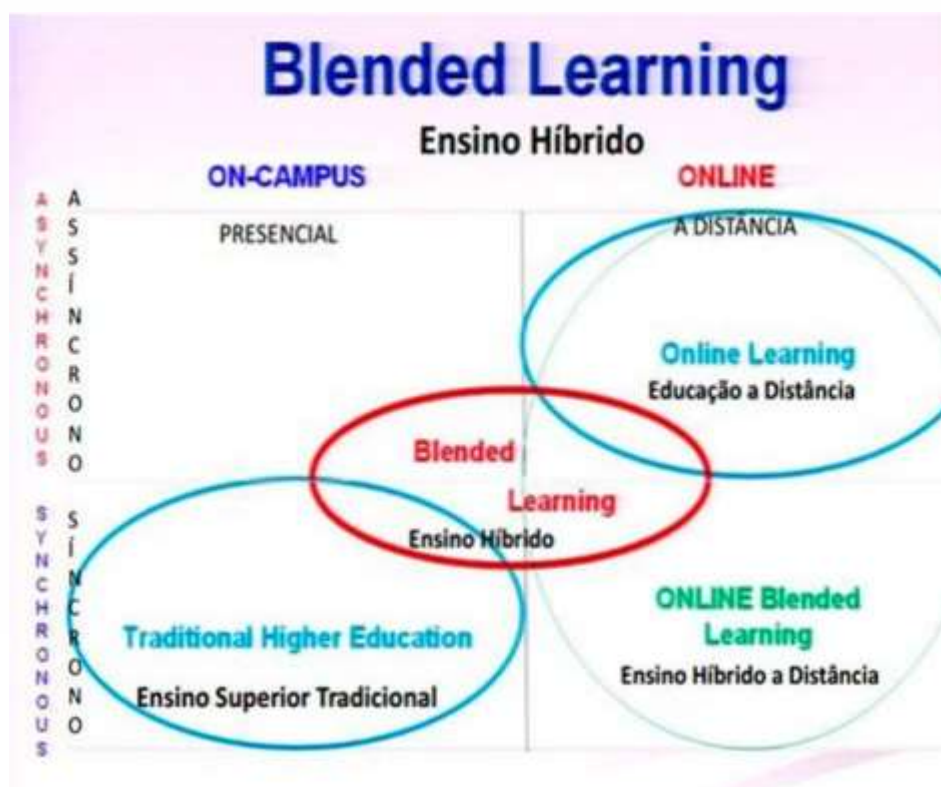 Blended Learning
Ensino Híbrido
ON-CAMPUS
ONLINE
PRESENCIAL
A DISTÂNCIA
ASYNCHRONOUS
ASSÍNCRONO
Online Learning
Educação a Distância
Blended
Learning
Ensino Híbrido
SYNCHRONOUS
SÍNCRONO
Traditional Higher Education
Ensino Superior Tradicional
ONLINE Blended
Learning
Ensino Híbrido a Distância